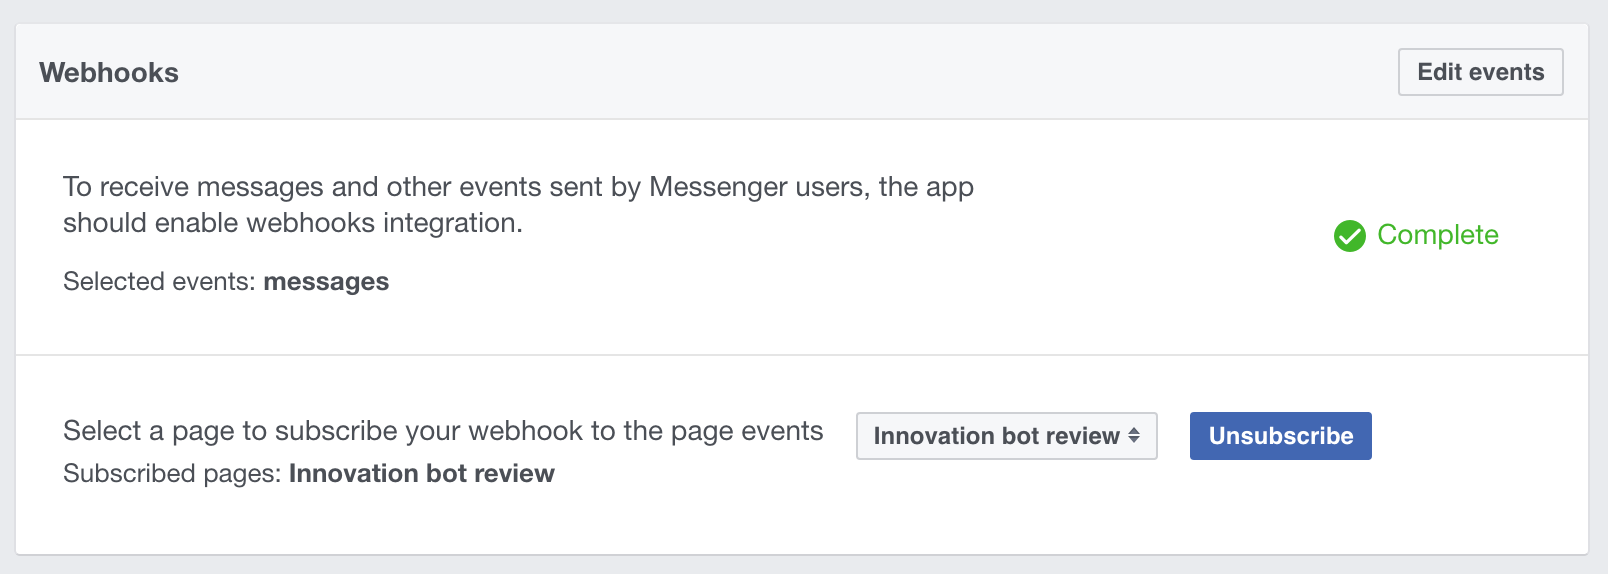 Webhooks
Edit events
To receive messages and other events sent by Messenger users, the app
should enable webhooks integration.
Complete
Selected events: messages
Select a page to subscribe your webhook to the page events
Innovation bot review
Unsubscribe
Subscribed pages: Innovation bot review